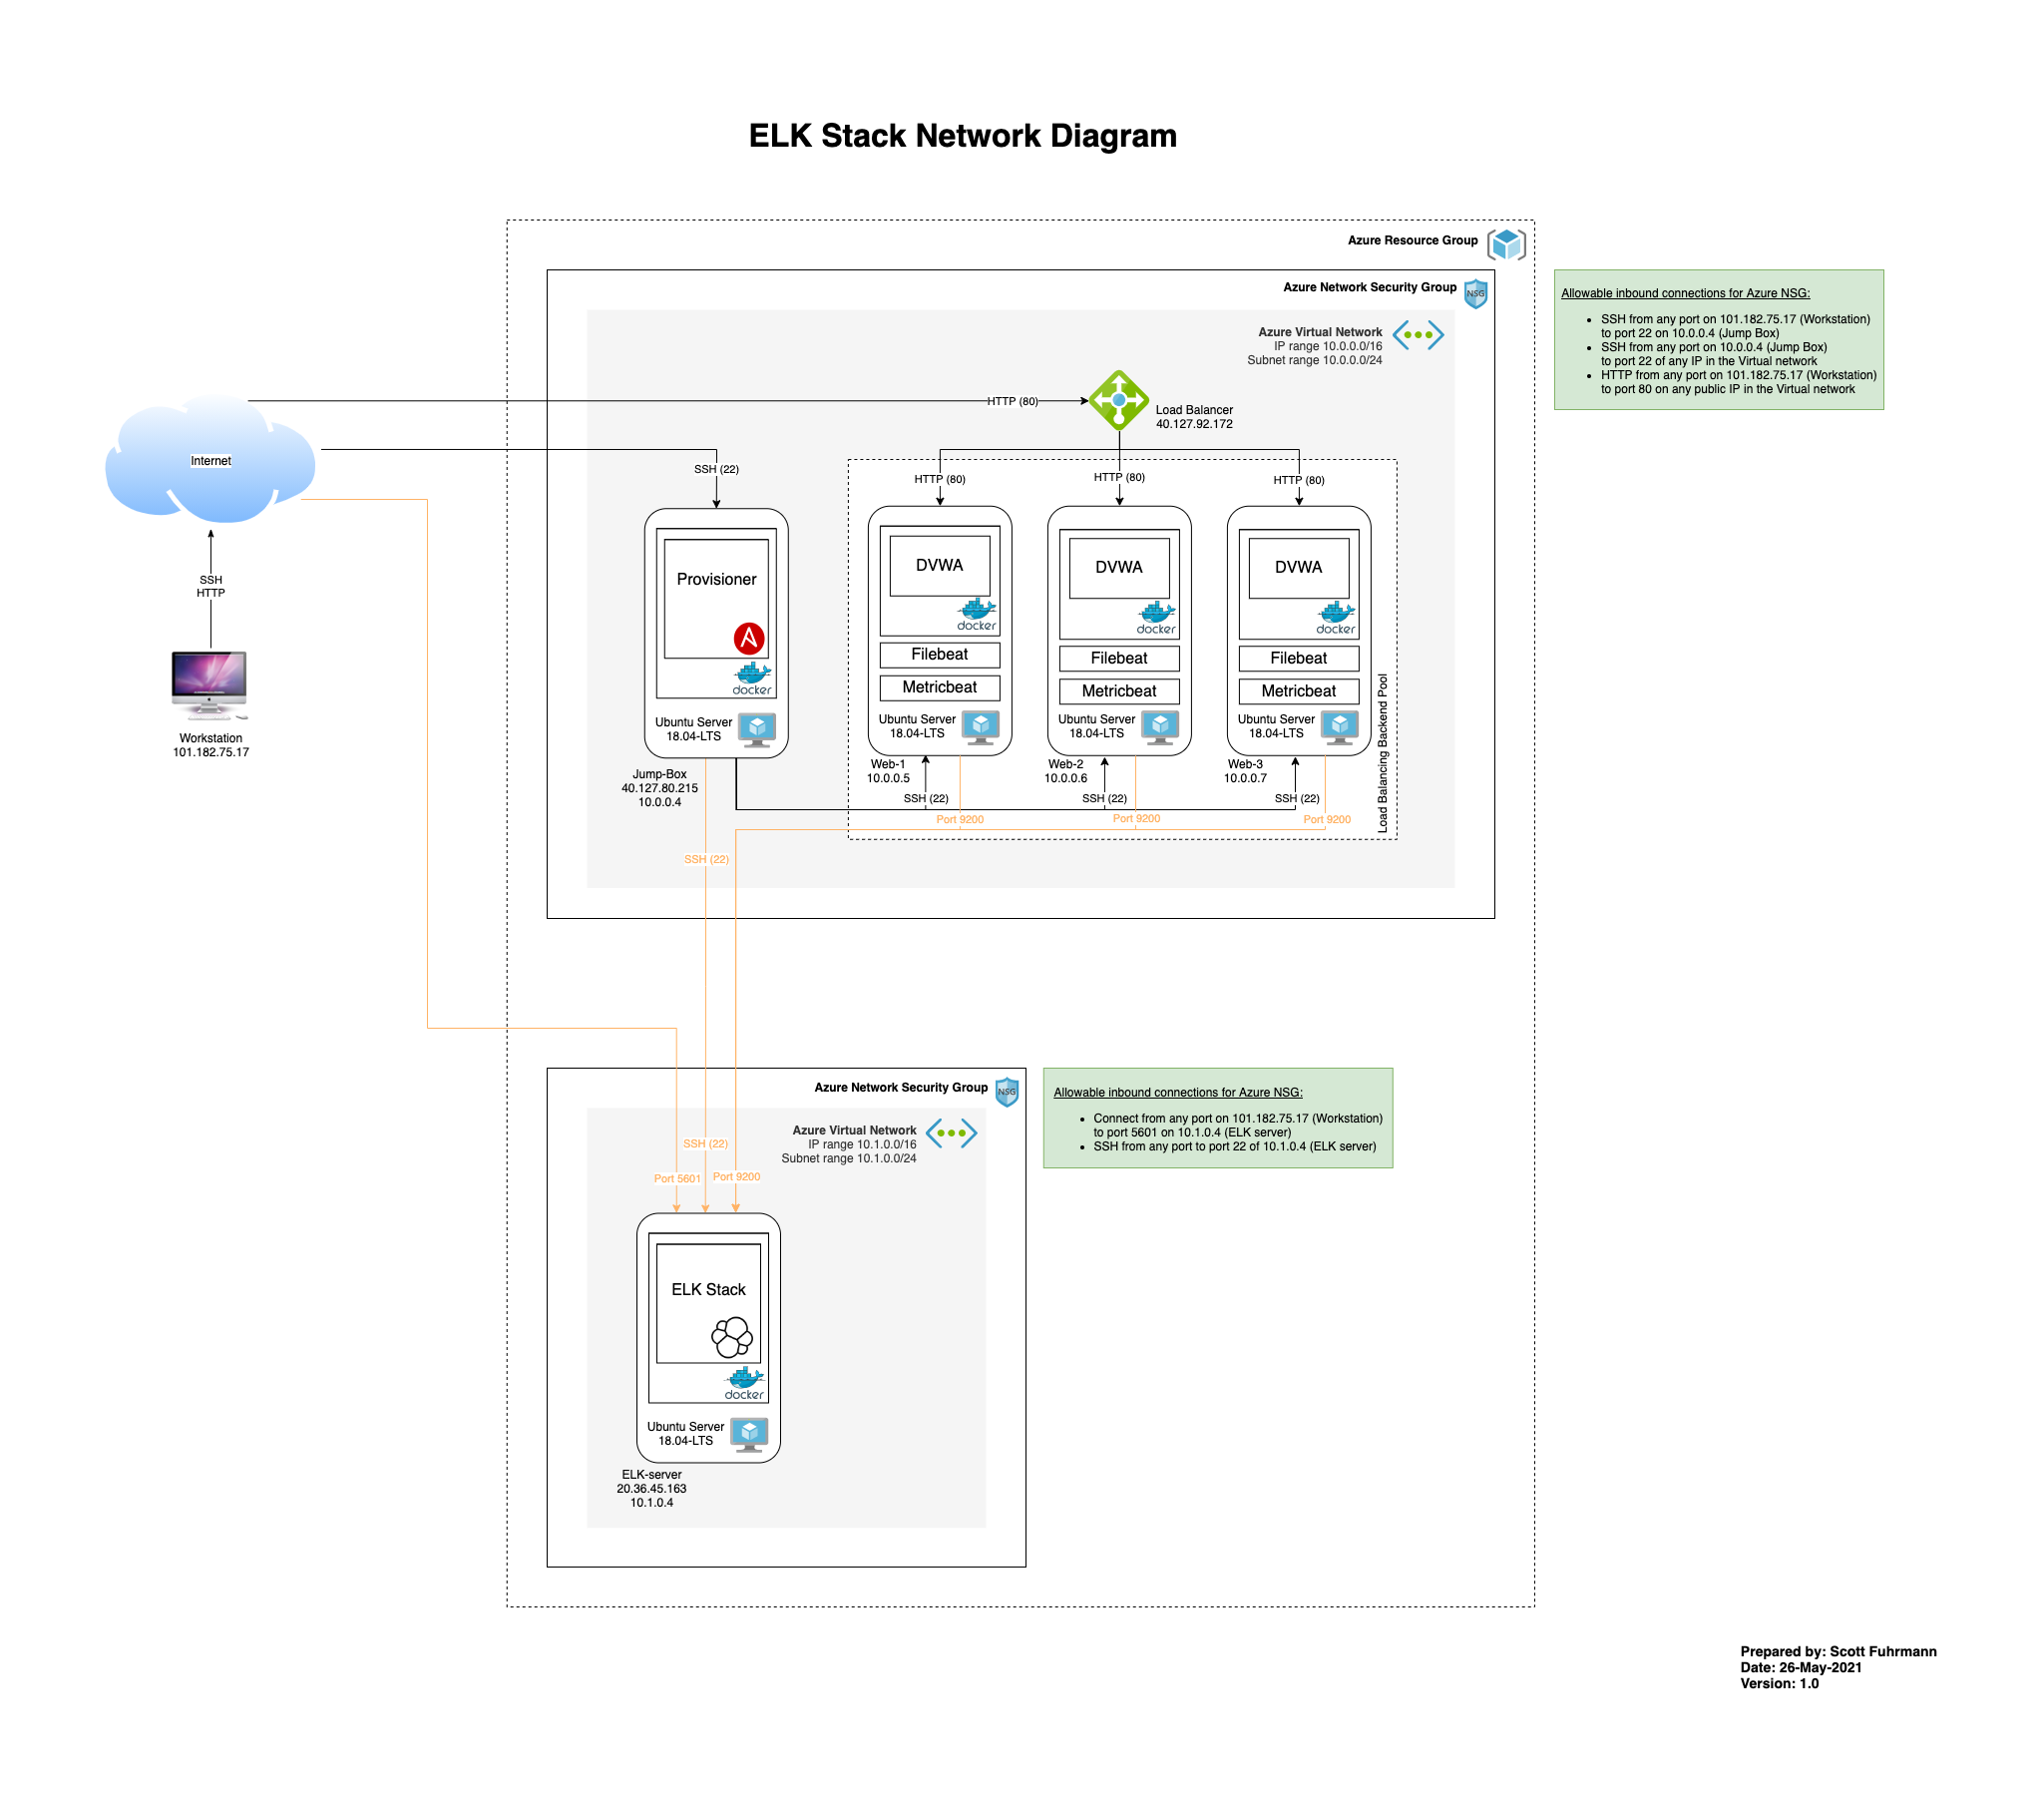 ELK Stack Network Diagram
Azure Resource Group
Azure Network Security Group
NSG
Azure Virtual Network
IP range 10.0.0.0/16
Subnet range 10.0.0.0/24
Allowable inbound connections for Azure NSG:
• SSH from any port on 101.182.75.17 (Workstation)
to port 22 on 10.0.0.4 (Jump Box)
• SSH from any port on 10.0.0.4 (Jump Box)
to port 22 of any IP in the Virtual network
• HTTP from any port on 101.182.75.17 (Workstation)
to port 80 on any public IP in the Virtual network
HTTP (80)
Load Balancer
40.127.92.172
Internet
SSH (22)
HTTP (80)
HTTP (80)
HTTP (80)
SSH
HTTP
Workstation
101.182.75.17
Provisioner
docker
Ubuntu Server
18.04-LTS
Jump-Box
40.127.80.215
10.0.0.4
DVWA
docker
Filebeat
Metricbeat
Ubuntu Server
18.04-LTS
Web-1
10.0.0.5
SSH (22)
Port 9200
DVWA
docker
Filebeat
Metricbeat
Ubuntu Server
18.04-LTS
Web-2
10.0.0.6
SSH (22)
Port 9200
DVWA
docker
Filebeat
Metricbeat
Ubuntu Server
18.04-LTS
Web-3
10.0.0.7
SSH (22)
Port 9200
Load Balancing Backend Pool
SSH (22)
Azure Network Security Group
NSG
Azure Virtual Network
IP range 10.1.0.0/16
Subnet range 10.1.0.0/24
Allowable inbound connections for Azure NSG:
• Connect from any port on 101.182.75.17 (Workstation)
to port 5601 on 10.1.0.4 (ELK server)
• SSH from any port to port 22 of 10.1.0.4 (ELK server)
SSH (22)
Port 5601
Port 9200
ELK Stack
docker
Ubuntu Server
18.04-LTS
ELK-server
20.36.45.163
10.1.0.4
Prepared by: Scott Fuhrmann
Date: 26-May-2021
Version: 1.0